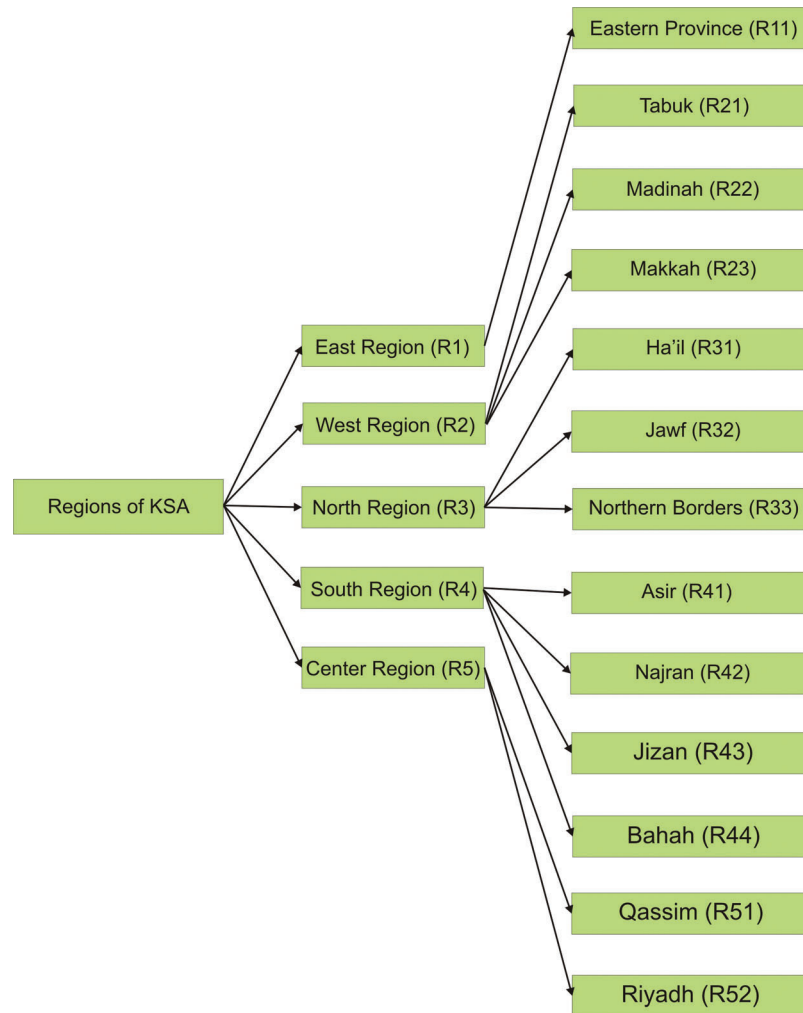 Regions of KSA
East Region (R1)
West Region (R2)
North Region (R3)
South Region (R4)
Center Region (R5)
Eastern Province (R11)
Tabuk (R21)
Madinah (R22)
Makkah (R23)
Ha’il (R31)
Jawf (R32)
Northern Borders (R33)
Asir (R41)
Najran (R42)
Jizan (R43)
Bahah (R44)
Qassim (R51)
Riyadh (R52)